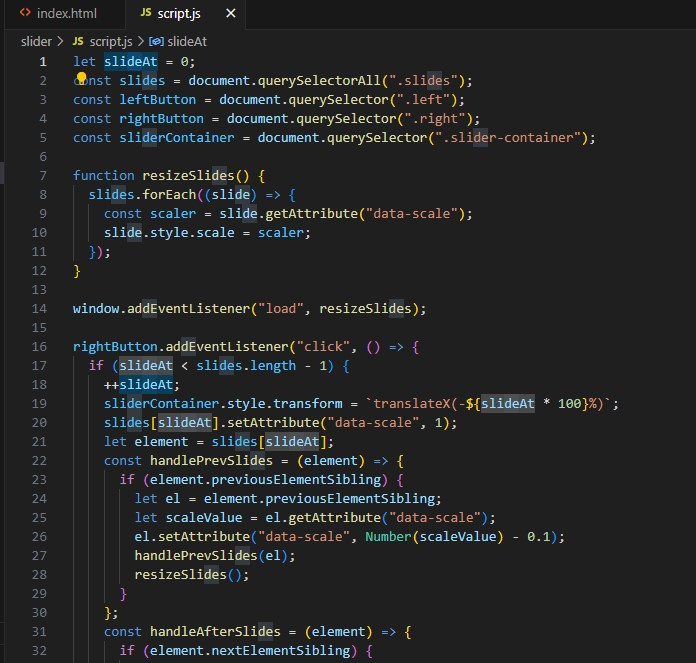 index.html
JS script.js
slider > JS script.js > slideAt
1 let slideAt = 0;
2 const slides = document.querySelectorAll(".slides");
3 const leftButton = document.querySelector(".left");
4 const rightButton = document.querySelector(".right");
5 const sliderContainer = document.querySelector(".slider-container");
6
7 function resizeSlides() {
8 slides.forEach((slide) => {
9 const scaler = slide.getAttribute("data-scale");
10 slide.style.scale = scaler;
11 });
12 }
13
14 window.addEventListener("load", resizeSlides);
15
16 rightButton.addEventListener("click", () => {
17 if (slideAt < slides.length - 1) {
18 ++slideAt;
19 sliderContainer.style.transform = `translateX(-${slideAt * 100}%)`;
20 slides[slideAt].setAttribute("data-scale", 1);
21 let element = slides[slideAt];
22 const handlePrevSlides = (element) => {
23 if (element.previousElementSibling) {
24 let el = element.previousElementSibling;
25 let scaleValue = el.getAttribute("data-scale");
26 el.setAttribute("data-scale", Number(scaleValue) - 0.1);
27 handlePrevSlides(el);
28 resizeSlides();
29 }
30 };
31 const handleAfterSlides = (element) => {
32 if (element.nextElementSibling) {